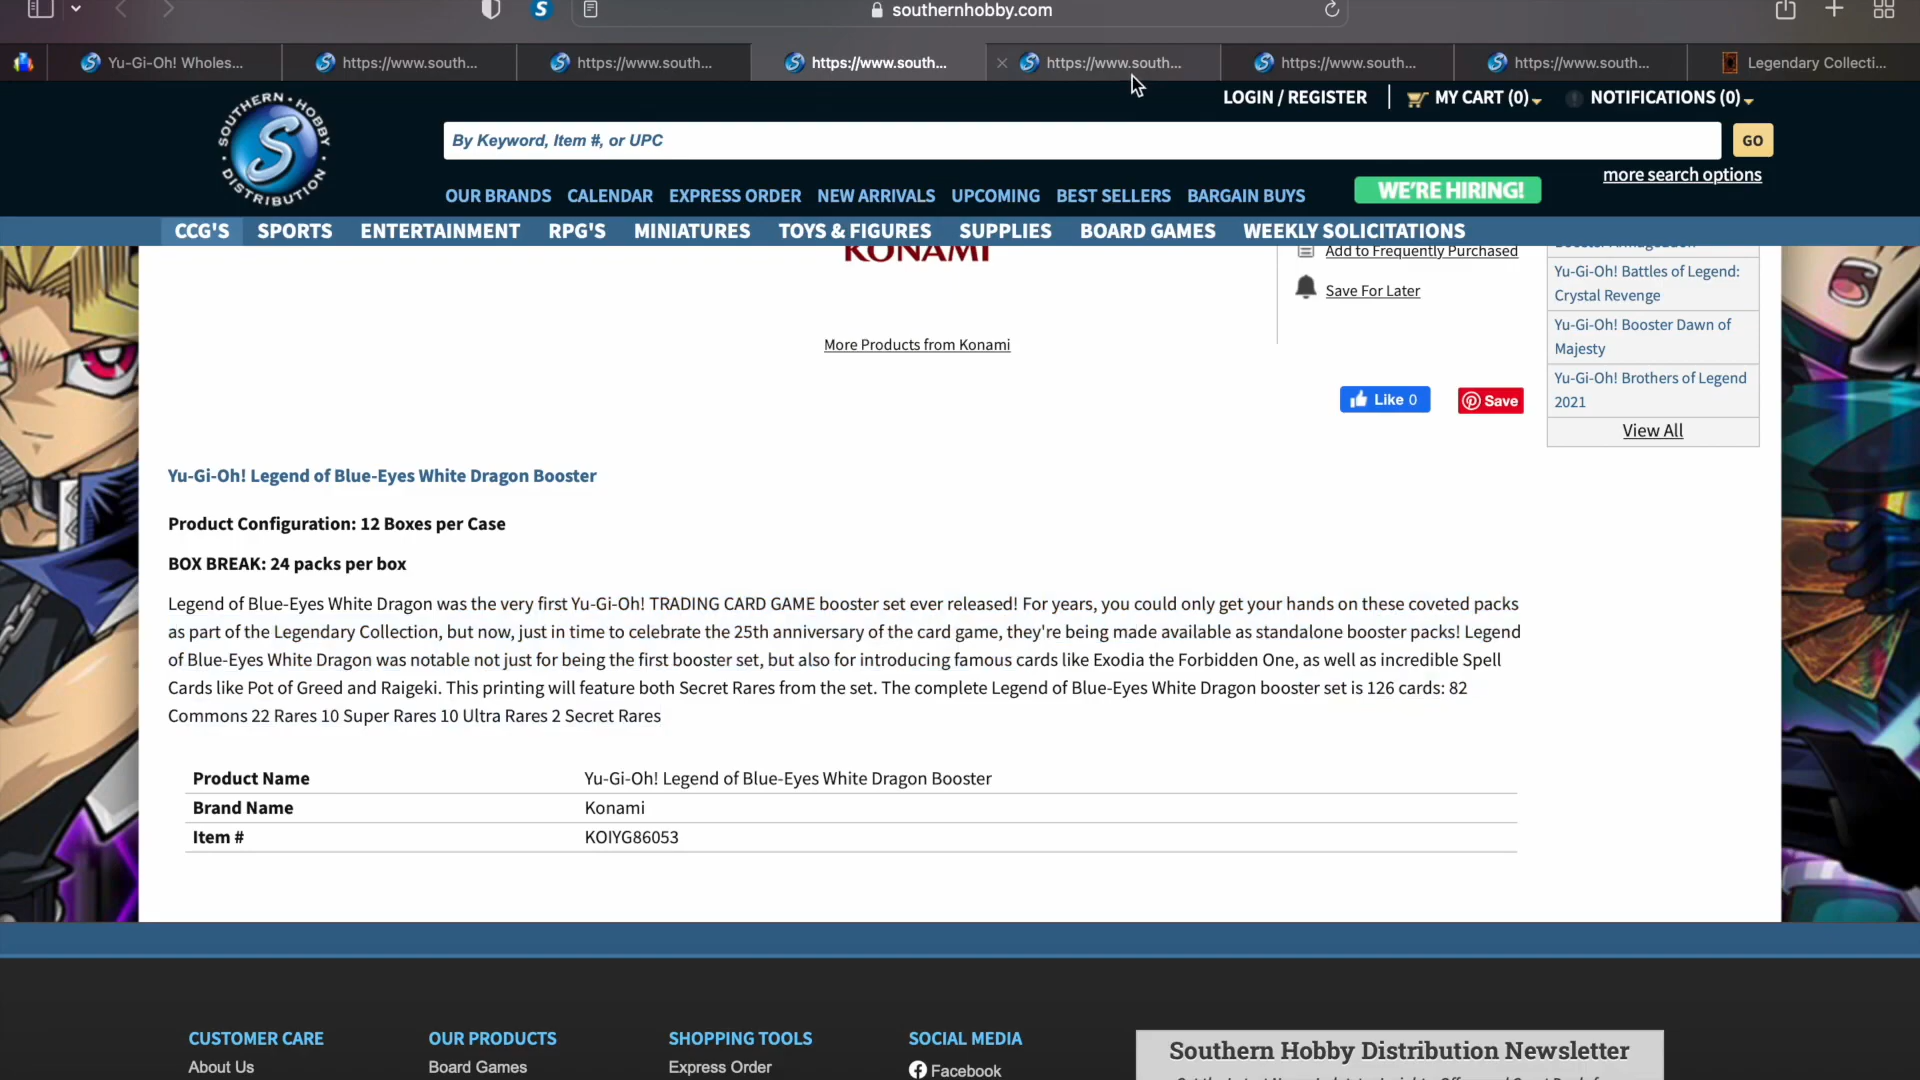 southernhobby.com
Yu-Gi-Oh! Wholes...
https://www.south...
https://www.south...
https://www.south...
https://www.south...
https://www.south...
https://www.south...
Legendary Collecti...
SOUTHERN HOBBY DISTRIBUTION
LOGIN / REGISTER
MY CART (0)
NOTIFICATIONS (0)
By Keyword, Item #, or UPC
GO
more search options
OUR BRANDS CALENDAR EXPRESS ORDER NEW ARRIVALS UPCOMING BEST SELLERS BARGAIN BUYS
WE'RE HIRING!
CCG'S SPORTS ENTERTAINMENT RPG'S MINIATURES TOYS & FIGURES SUPPLIES BOARD GAMES WEEKLY SOLICITATIONS
KONAMI
Add to Frequently Purchased
Save For Later
More Products from Konami
Yu-Gi-Oh! Battles of Legend:
Crystal Revenge
Yu-Gi-Oh! Booster Dawn of
Majesty
Yu-Gi-Oh! Brothers of Legend
2021
View All
Like 0
Save
Yu-Gi-Oh! Legend of Blue-Eyes White Dragon Booster
Product Configuration: 12 Boxes per Case
BOX BREAK: 24 packs per box
Legend of Blue-Eyes White Dragon was the very first Yu-Gi-Oh! TRADING CARD GAME booster set ever released! For years, you could only get your hands on these coveted packs
as part of the Legendary Collection, but now, just in time to celebrate the 25th anniversary of the card game, they're being made available as standalone booster packs! Legend
of Blue-Eyes White Dragon was notable not just for being the first booster set, but also for introducing famous cards like Exodia the Forbidden One, as well as incredible Spell
Cards like Pot of Greed and Raigeki. This printing will feature both Secret Rares from the set. The complete Legend of Blue-Eyes White Dragon booster set is 126 cards: 82
Commons 22 Rares 10 Super Rares 10 Ultra Rares 2 Secret Rares
Product Name Yu-Gi-Oh! Legend of Blue-Eyes White Dragon Booster
Brand Name Konami
Item # KOIYG86053
CUSTOMER CARE
About Us
OUR PRODUCTS
Board Games
SHOPPING TOOLS
Express Order
SOCIAL MEDIA
Facebook
Southern Hobby Distribution Newsletter